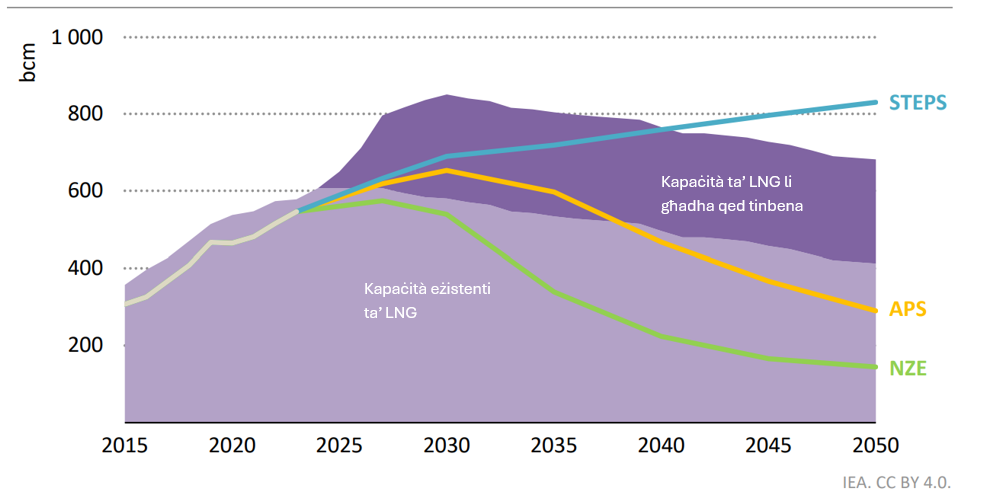 bcm
1 000
800
600
400
200
STEPS
Kapaċità ta’ LNG li
għadha qed tinbena
Kapaċità eżistenti
ta’ LNG
APS
NZE
2015 2020 2025 2030 2035 2040 2045 2050
IEA. CC BY 4.0.